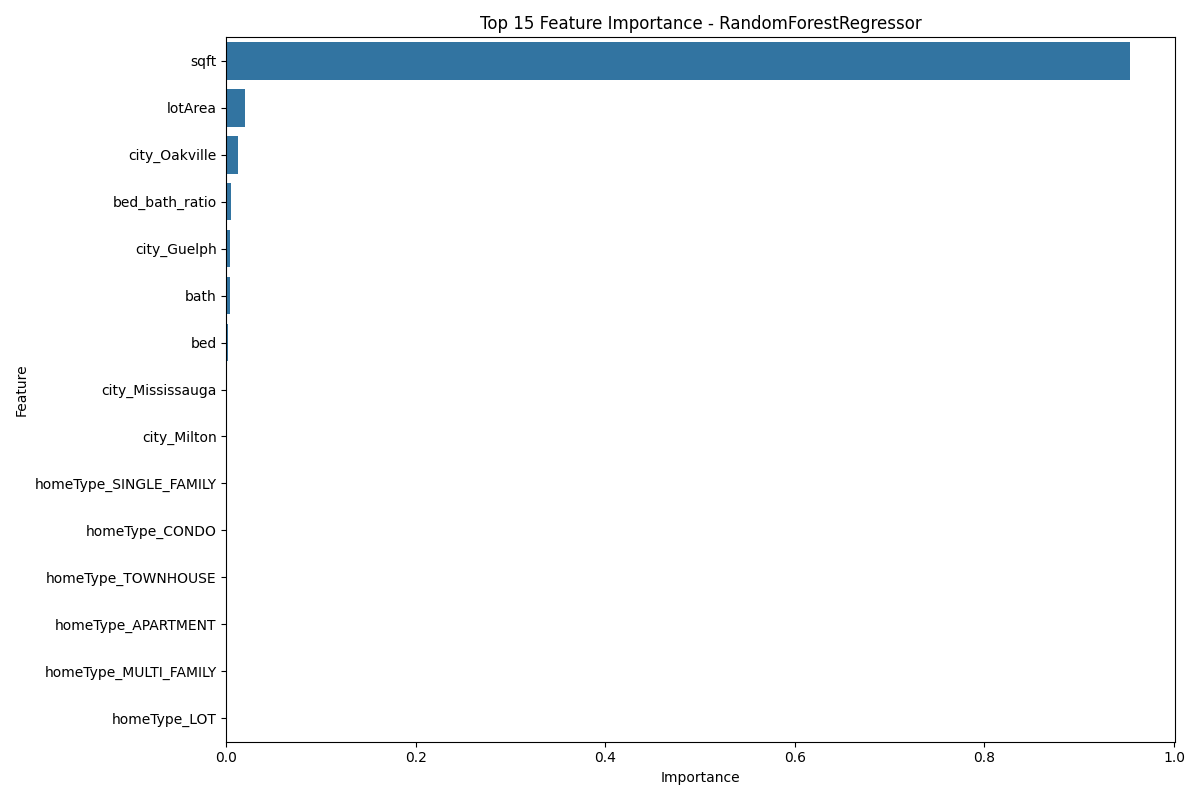 Top 15 Feature Importance - RandomForestRegressor
Feature
sqft
lotArea
city_Oakville
bed_bath_ratio
city_Guelph
bath
bed
city_Mississauga
city_Milton
homeType_SINGLE_FAMILY
homeType_CONDO
homeType_TOWNHOUSE
homeType_APARTMENT
homeType_MULTI_FAMILY
homeType_LOT
0.0 0.2 0.4 0.6 0.8 1.0
Importance